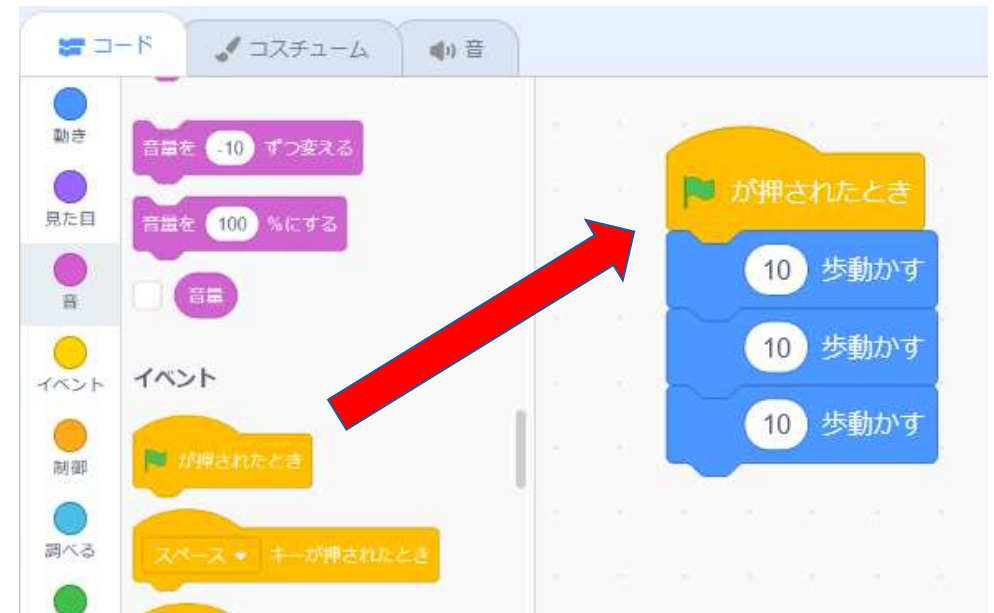 コード
コスチューム
音
動き
見た目
音
イベント
制御
調べる
音量を -10 ずつ変える
音量を 100 %にする
音量
イベント
が押されたとき
スペース キーが押されたとき
が押されたとき
10 歩動かす
10 歩動かす
10 歩動かす